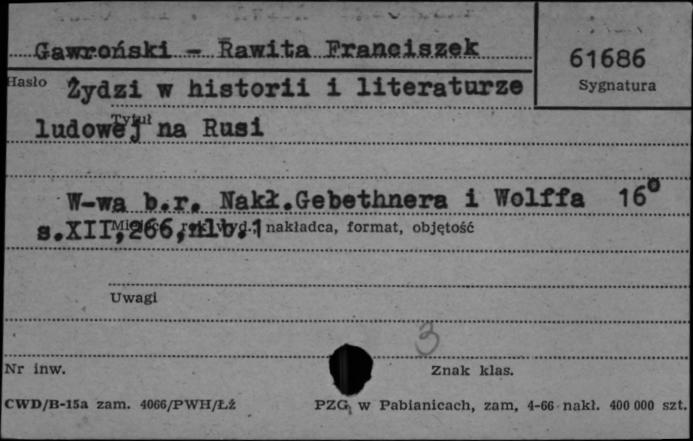 Gawroński - Rawita Franciszek
61686
Sygnatura
Hasło Żydzi w historii i literaturze
Tytuł
ludowej na Rusi
W-wa b.r. Nakł.Gebethnera i Wolffa 16°
s.XII,266,nlb.1 nakładca, format, objętość
Uwagi
3
Nr inw.
Znak klas.
CWD/B-15a zam. 4066/PWH/Łź PZG, w Pabianicach, zam, 4-66 nakł. 400 000 szt.